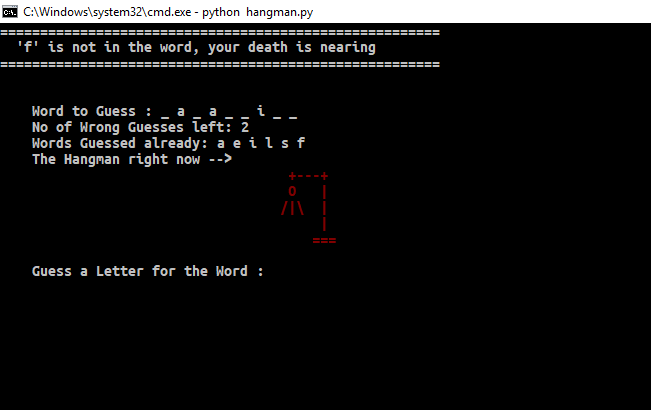 C:\Windows\system32\cmd.exe - python  hangman.py
=======================================================
  'f' is not in the word, your death is nearing
=======================================================
Word to Guess : _ a _ a _ _ i _ _
No of Wrong Guesses left: 2
Words Guessed already: a e i l s f
The Hangman right now -->
+---+
O   |
/|\  |
|
===
Guess a Letter for the Word :